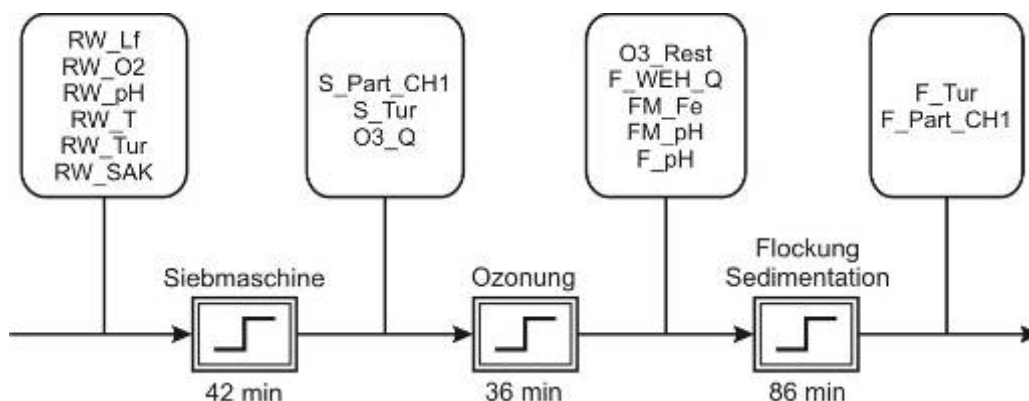 RW_Lf
RW_O2
RW_pH
RW_T
RW_Tur
RW_SAK
S_Part_CH1
S_Tur
O3_Q
O3_Rest
F_WEH_Q
FM_Fe
FM_pH
F_pH
F_Tur
F_Part_CH1
Siebmaschine
42 min
Ozonung
36 min
Flockung
Sedimentation
86 min